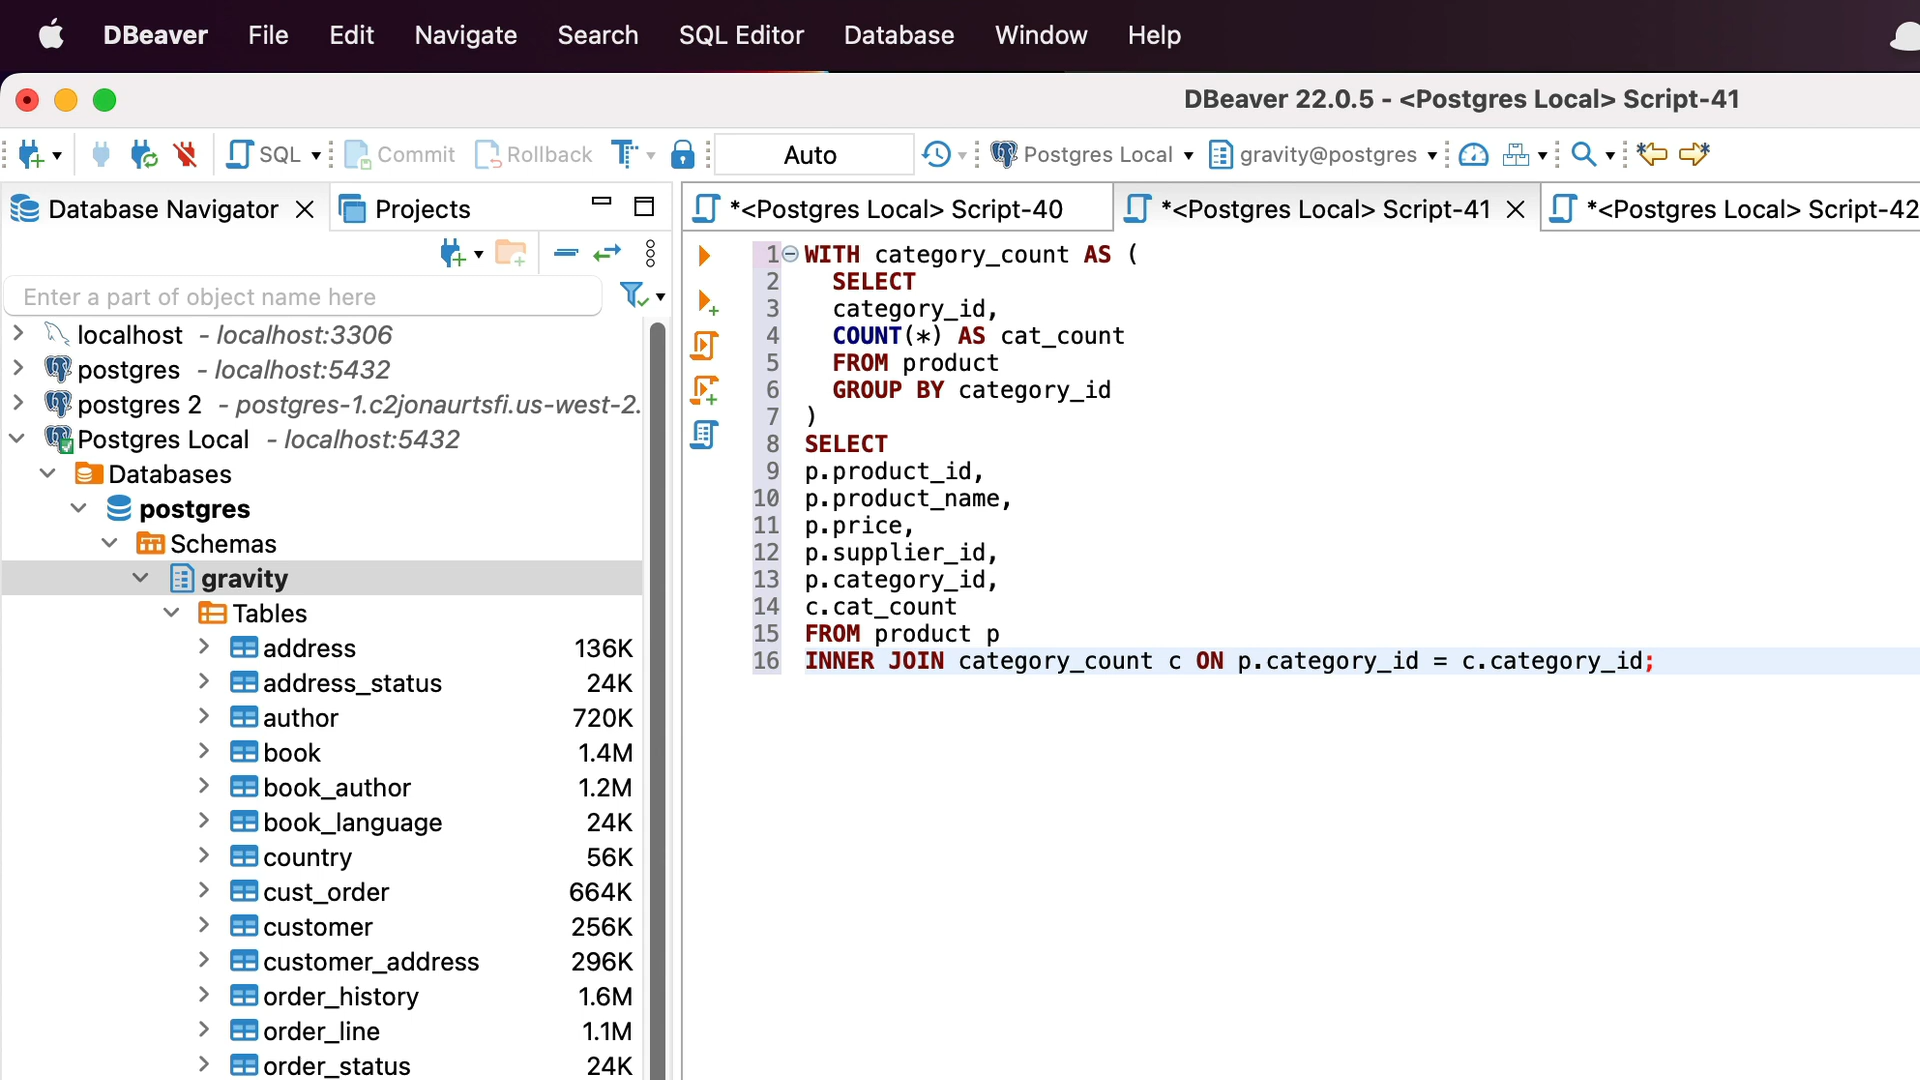 DBeaver File Edit Navigate Search SQL Editor Database Window Help
DBeaver 22.0.5 - <Postgres Local> Script-41
SQL Commit Rollback Auto Postgres Local gravity@postgres
Database Navigator Projects
*<Postgres Local> Script-40 *<Postgres Local> Script-41 *<Postgres Local> Script-42
Enter a part of object name here
localhost - localhost:3306
postgres - localhost:5432
postgres 2 - postgres-1.c2jonaurtsfi.us-west-2.
Postgres Local - localhost:5432
Databases
postgres
Schemas
gravity
Tables
address 136K
address_status 24K
author 720K
book 1.4M
book_author 1.2M
book_language 24K
country 56K
cust_order 664K
customer 256K
customer_address 296K
order_history 1.6M
order_line 1.1M
order_status 24K
1 WITH category_count AS (
2 SELECT
3 category_id,
4 COUNT(*) AS cat_count
5 FROM product
6 GROUP BY category_id
7 )
8 SELECT
9 p.product_id,
10 p.product_name,
11 p.price,
12 p.supplier_id,
13 p.category_id,
14 c.cat_count
15 FROM product p
16 INNER JOIN category_count c ON p.category_id = c.category_id;